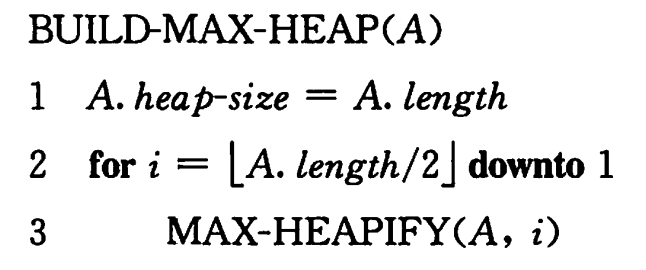 BUILD-MAX-HEAP(A)
1 A. heap-size = A. length
2 for i = ⌊A. length/2⌋ downto 1
3 MAX-HEAPIFY(A, i)